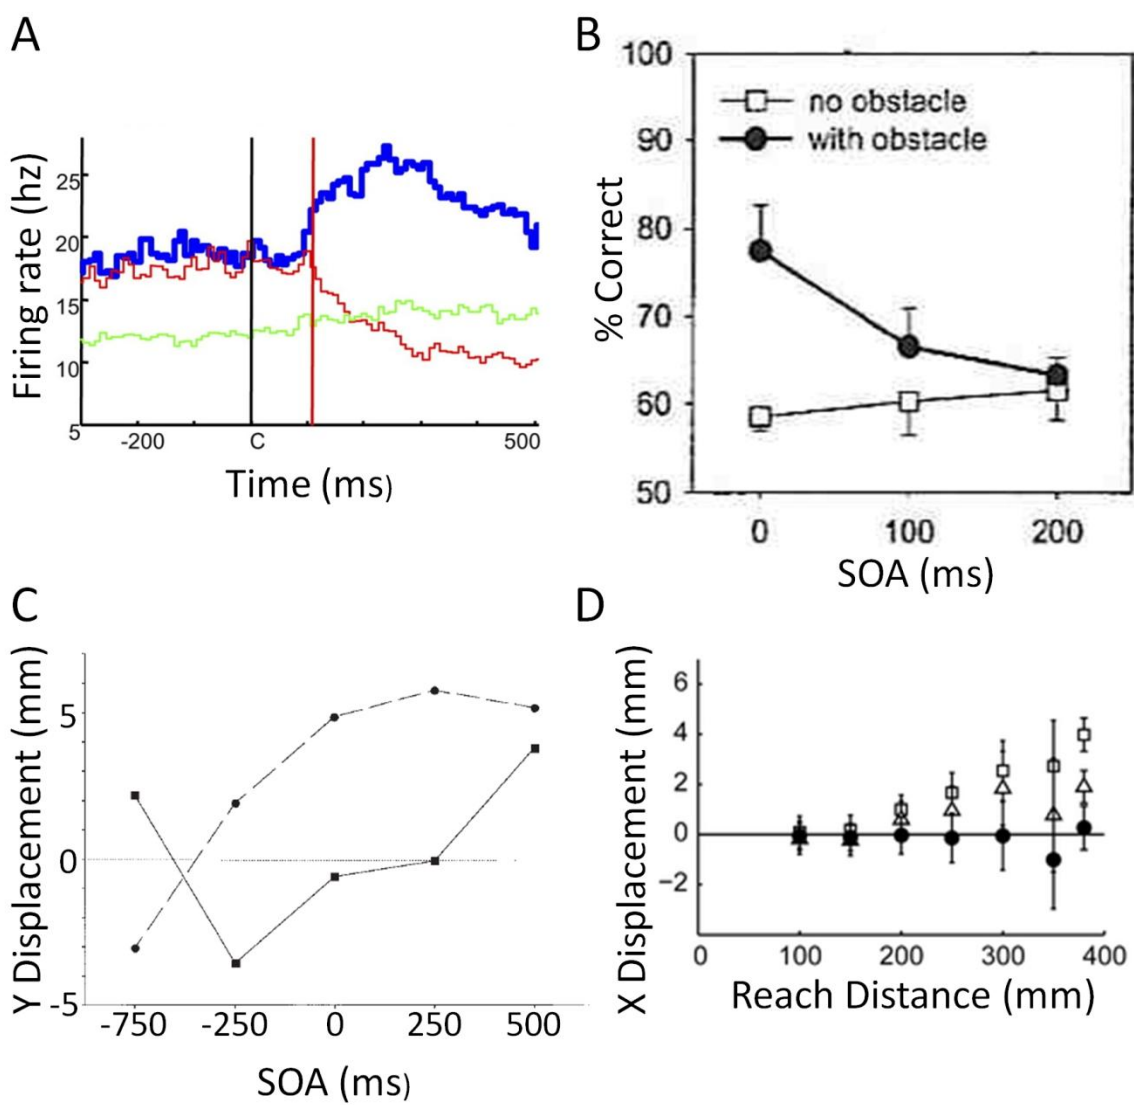 A
Firing rate (hz)
25
20
15
10
5
-200
C
500
Time (ms)
B
% Correct
100
90
80
70
60
50
no obstacle
with obstacle
0
100
200
SOA (ms)
C
Y Displacement (mm)
5
0
-5
-750
-250
0
250
500
SOA (ms)
D
X Displacement (mm)
6
4
2
0
−2
0
100
200
300
400
Reach Distance (mm)